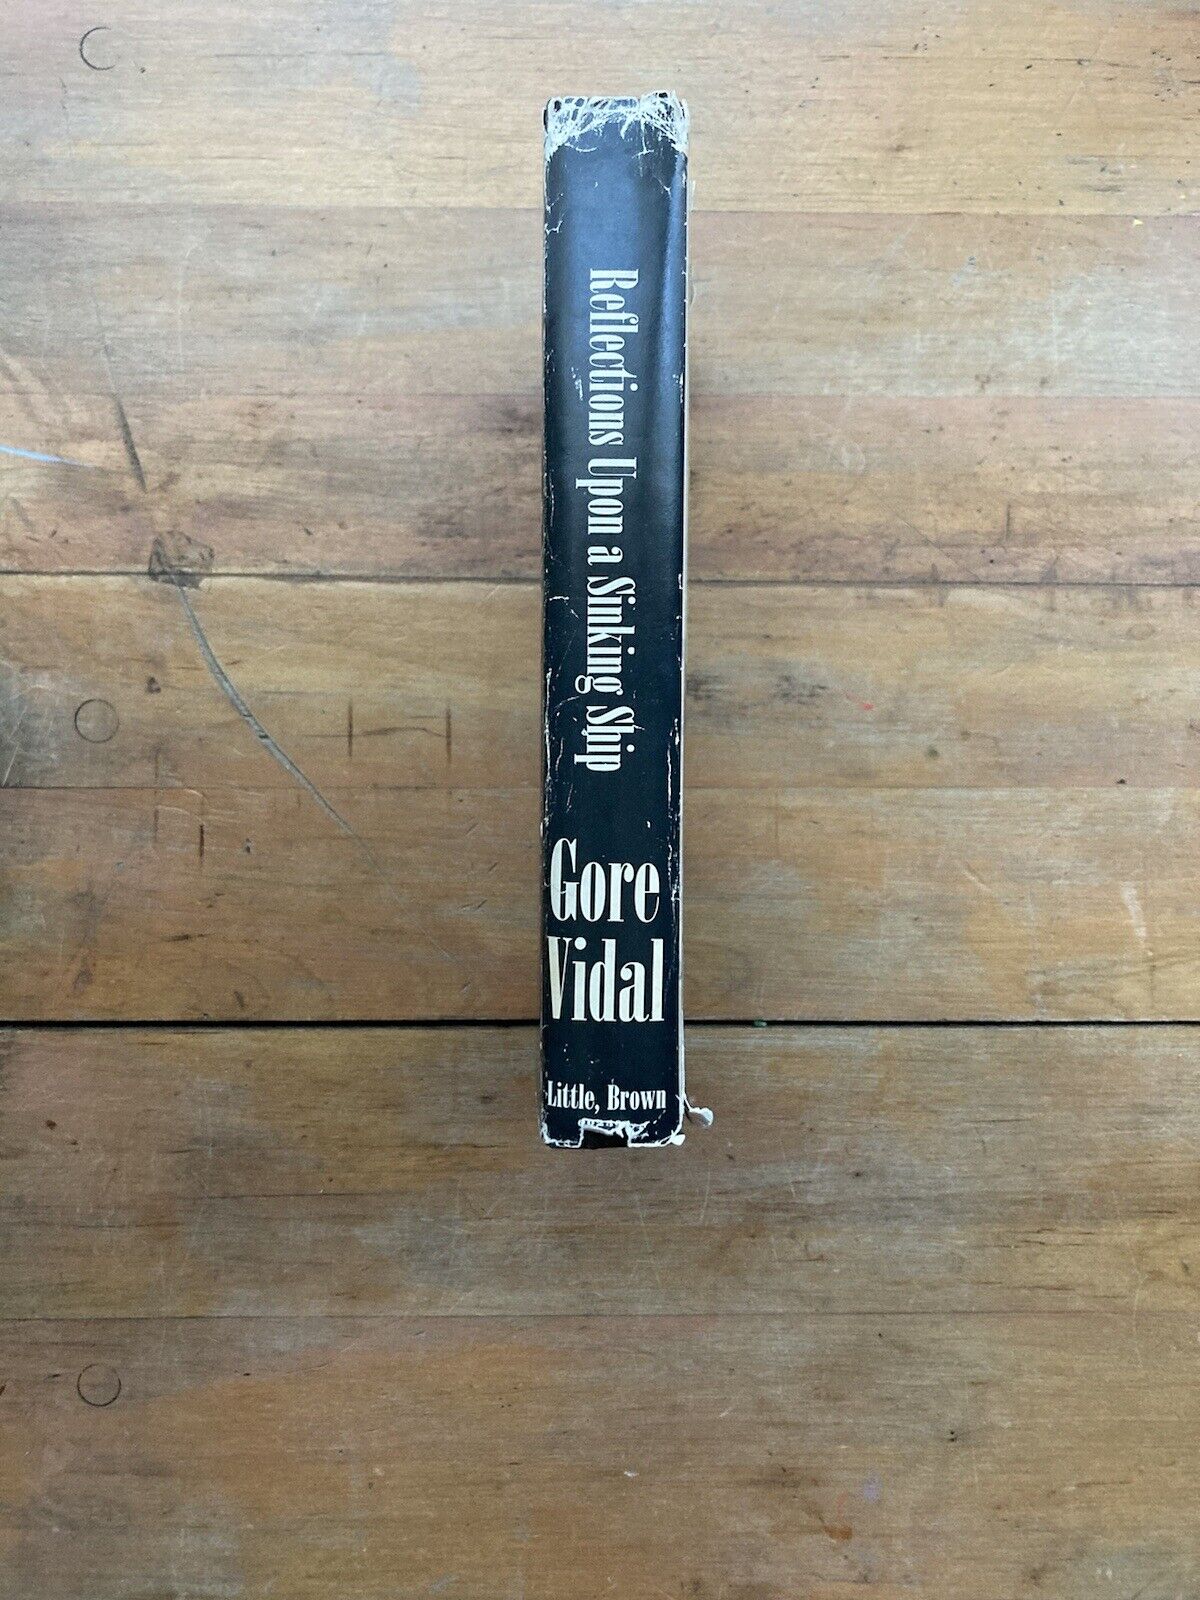 Reflections Upon a Sinking Ship
Gore
Vidal
Little, Brown